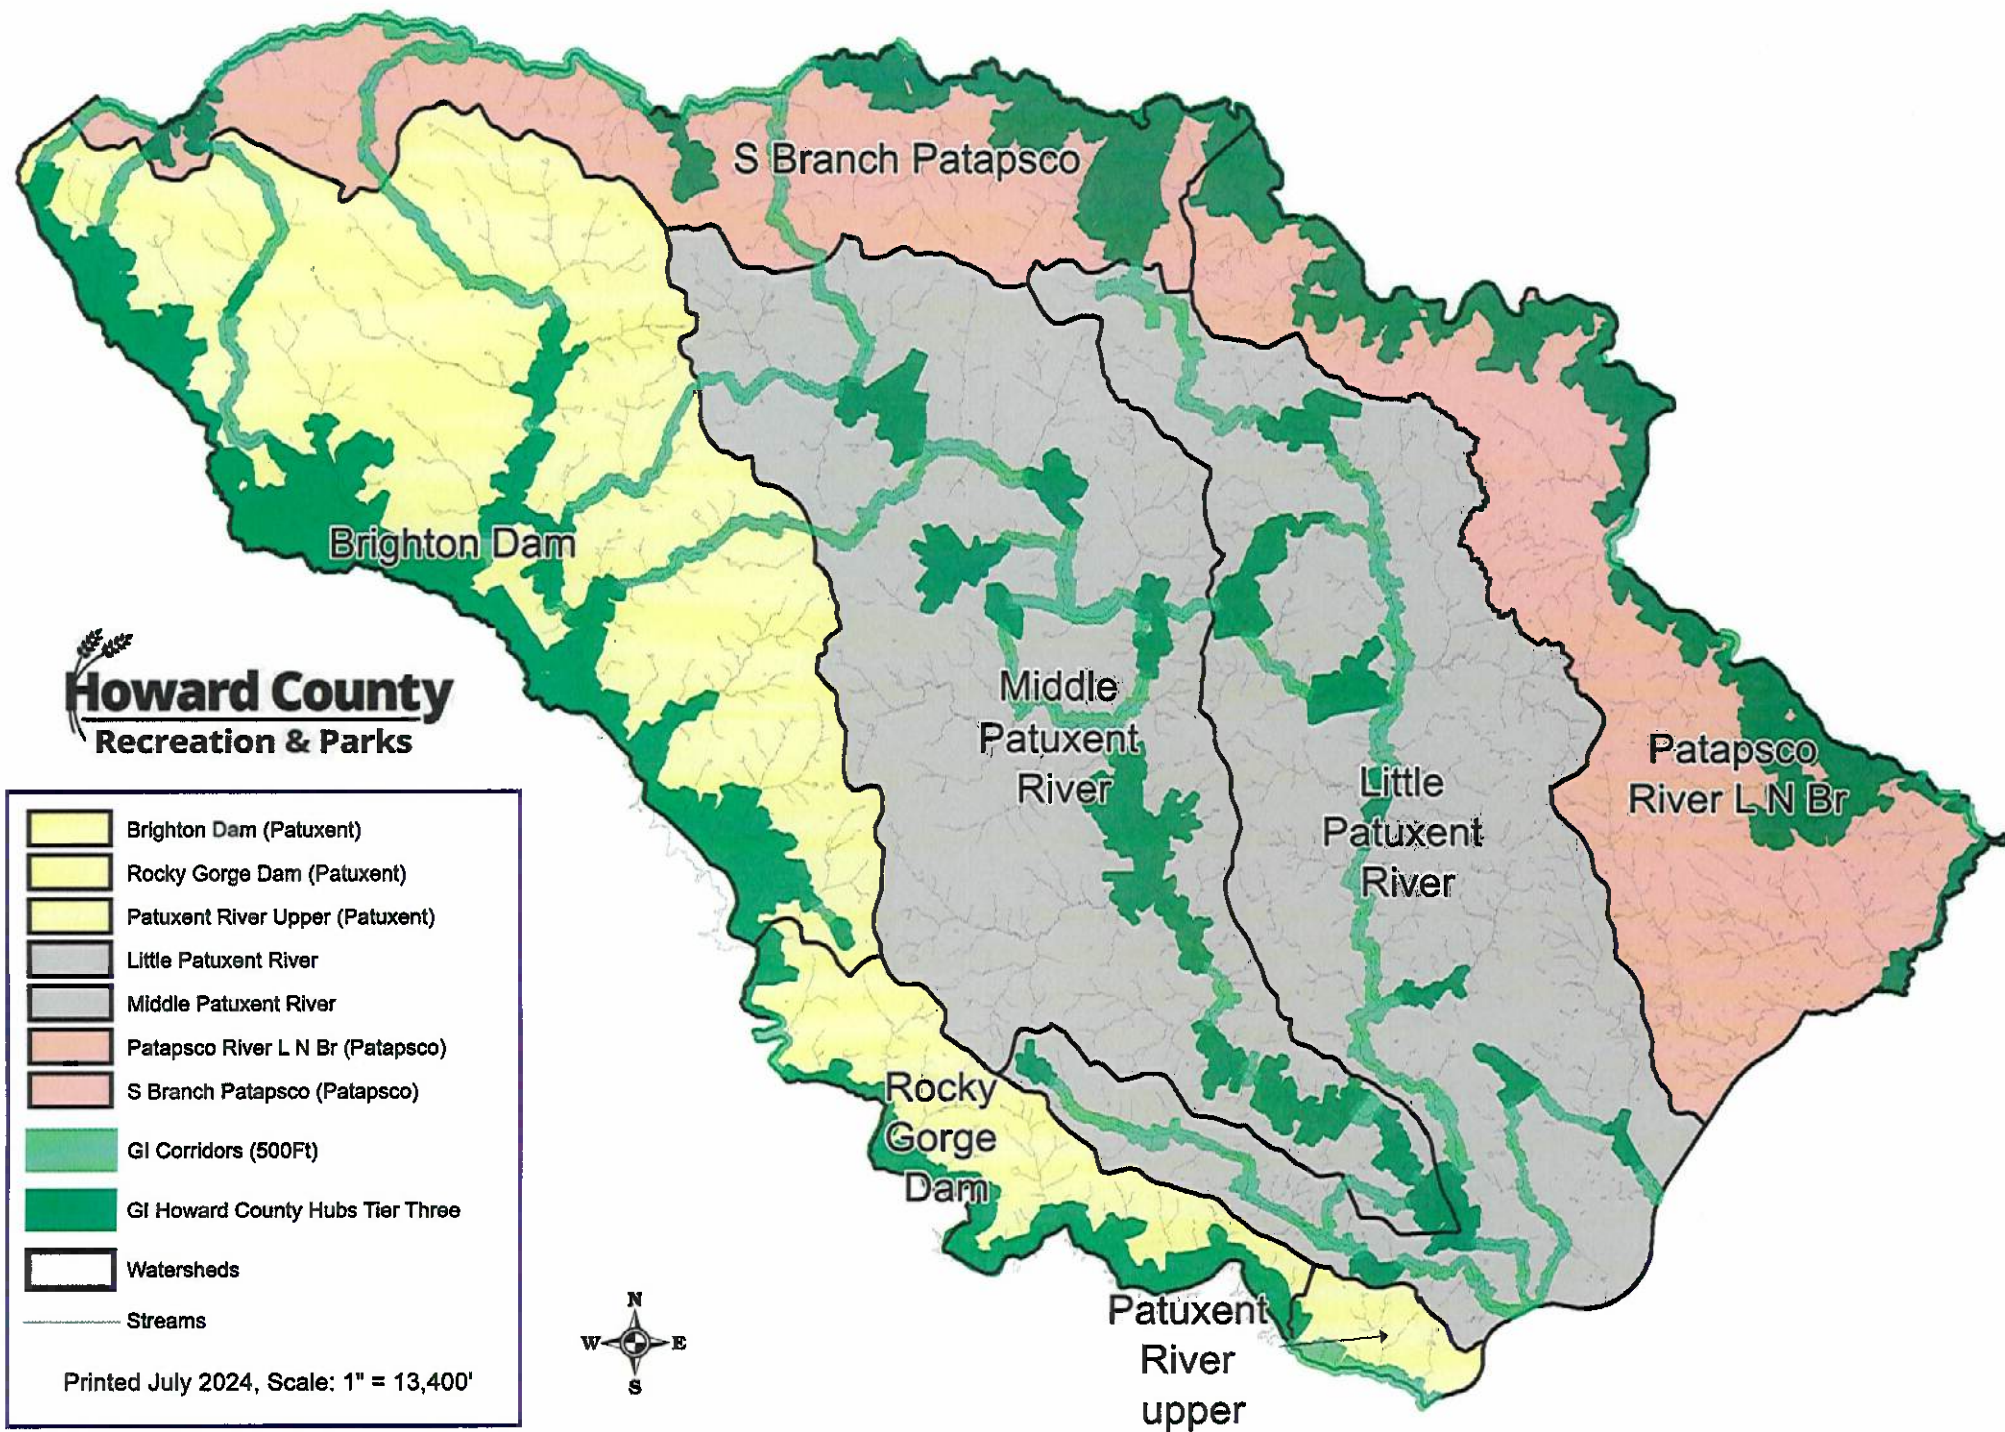 S Branch Patapsco
Brighton Dam
Howard County
Recreation & Parks
Middle
Patuxent
River
Little
Patuxent
River
Patapsco
River L N Br
Rocky
Gorge
Dam
Patuxent
River
upper
Brighton Dam (Patuxent)
Rocky Gorge Dam (Patuxent)
Patuxent River Upper (Patuxent)
Little Patuxent River
Middle Patuxent River
Patapsco River L N Br (Patapsco)
S Branch Patapsco (Patapsco)
GI Corridors (500Ft)
GI Howard County Hubs Tier Three
Watersheds
Streams
Printed July 2024, Scale: 1" = 13,400'
N
W E
S